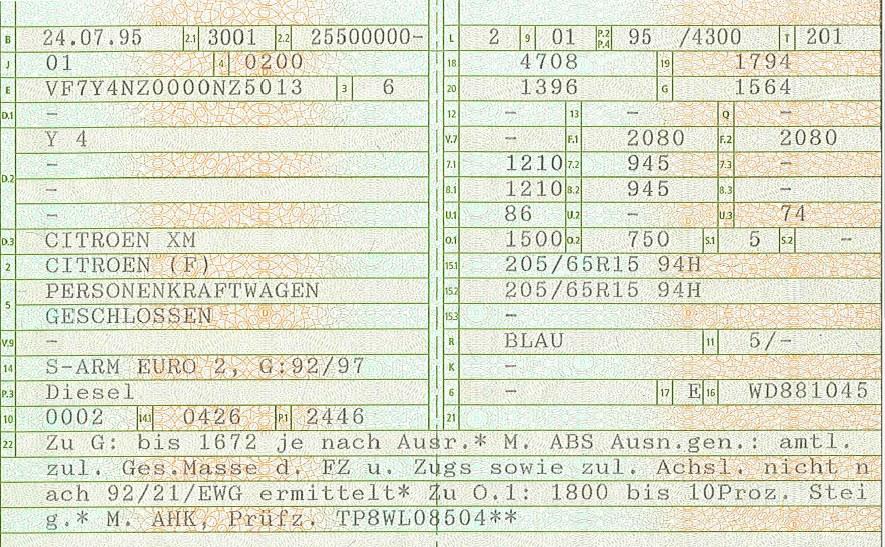 B 24.07.95 2.1 3001 2.2 25500000- L 2 9 01 P.2 P.4 95 /4300 T 201
J 01 4 0200 18 4708 19 1794
E VF7Y4NZ0000NZ5013 3 6 20 1396 G 1564
D.1 - 12 - 13 - Q -
Y 4 V.7 - F.1 2080 F.2 2080
D.2 - 7.1 1210 7.2 945 7.3 -
- 8.1 1210 8.2 945 8.3 -
- U.1 86 U.2 - U.3 74
D.3 CITROEN XM O.1 1500 O.2 750 S.1 5 S.2 -
2 CITROEN (F) 15.1 205/65R15 94H
5 PERSONENKRAFTWAGEN 15.2 205/65R15 94H
GESCHLOSSEN 15.3 -
V.9 - R BLAU 11 5/-
14 S-ARM EURO 2, G:92/97 K -
P.3 Diesel 6 - 17 E 16 WD881045
10 0002 14.1 0426 P.1 2446 21
22 Zu G: bis 1672 je nach Ausr.* M. ABS Ausn.gen.: amtl.
zul. Ges.Masse d. FZ u. Zugs sowie zul. Achsl. nicht n
ach 92/21/EWG ermittelt* Zu O.1: 1800 bis 10Proz. Stei
g.* M. AHK, Prüfz. TP8WL08504**